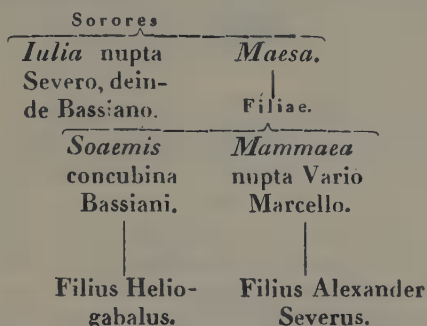 Sorores
Iulia nupta Maesa.
Severo, dein-
de Bassiano. Filiae.
Soaemis Mammaea
concubina nupta Vario
Bassiani. Marcello.
Filius Helio- Filius Alexander
gabalus. Severus.